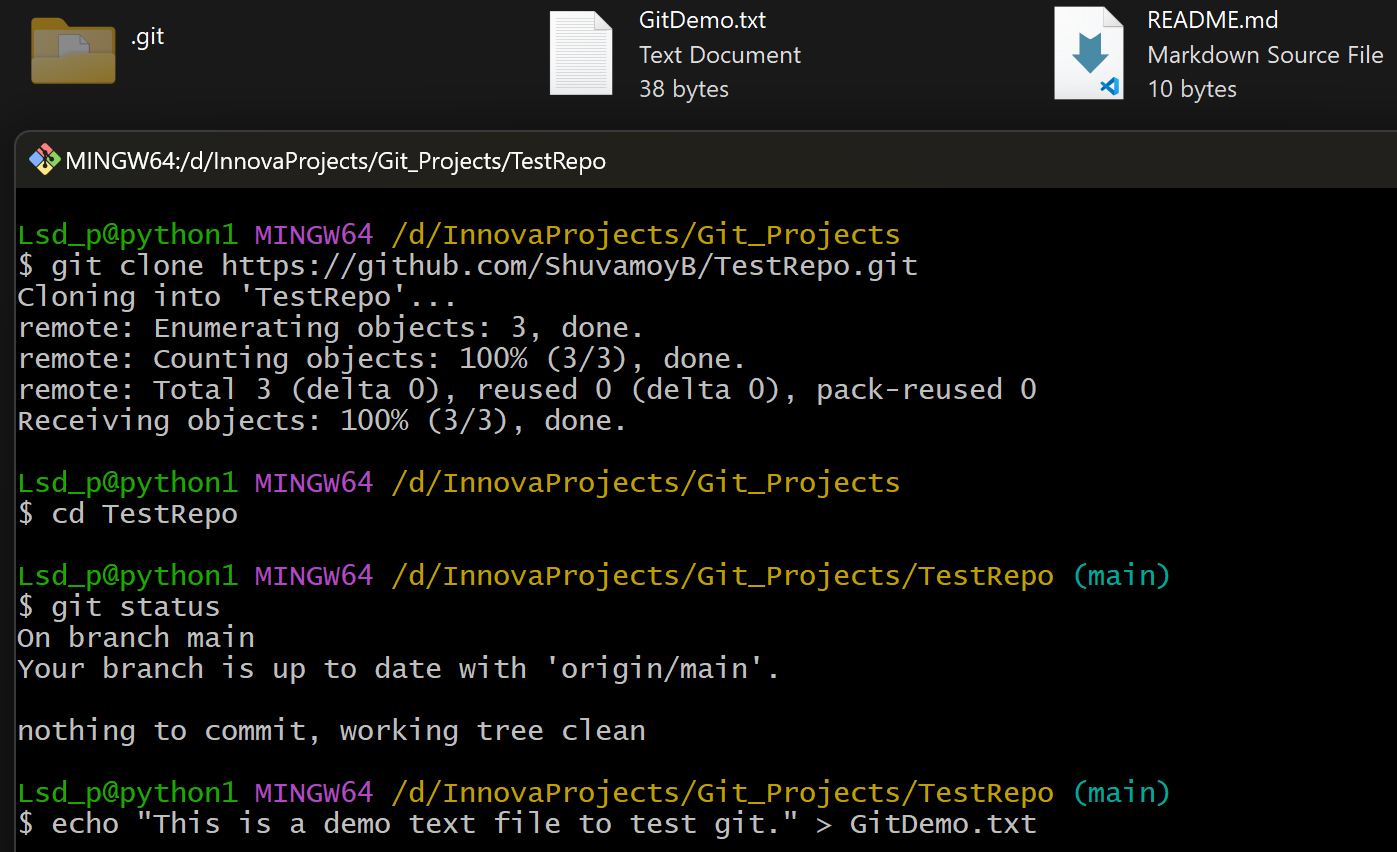 .git
GitDemo.txt
Text Document
38 bytes
README.md
Markdown Source File
10 bytes
MINGW64:/d/InnovaProjects/Git_Projects/TestRepo
Lsd_p@python1 MINGW64 /d/InnovaProjects/Git_Projects
$ git clone https://github.com/ShuvamoyB/TestRepo.git
Cloning into 'TestRepo'...
remote: Enumerating objects: 3, done.
remote: Counting objects: 100% (3/3), done.
remote: Total 3 (delta 0), reused 0 (delta 0), pack-reused 0
Receiving objects: 100% (3/3), done.
Lsd_p@python1 MINGW64 /d/InnovaProjects/Git_Projects
$ cd TestRepo
Lsd_p@python1 MINGW64 /d/InnovaProjects/Git_Projects/TestRepo (main)
$ git status
On branch main
Your branch is up to date with 'origin/main'.
nothing to commit, working tree clean
Lsd_p@python1 MINGW64 /d/InnovaProjects/Git_Projects/TestRepo (main)
$ echo "This is a demo text file to test git." > GitDemo.txt